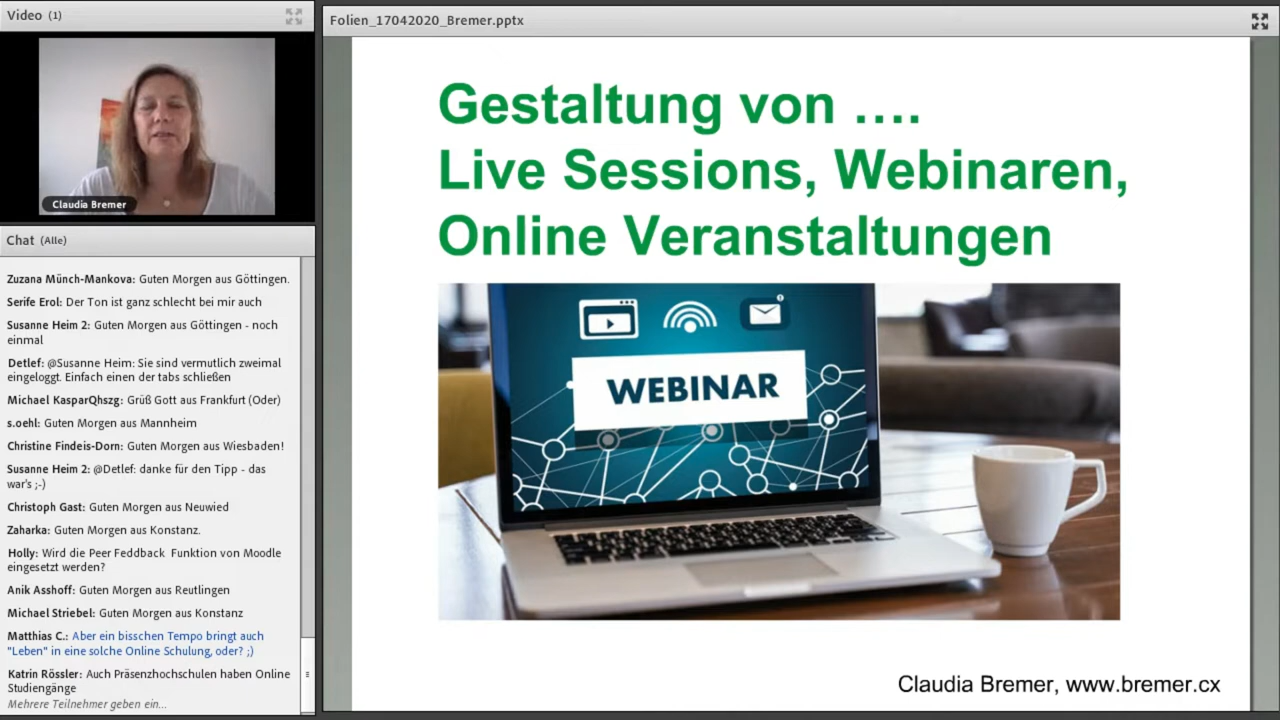 Video (1)
Claudia Bremer
Chat (Alle)
Zuzana Münch-Mankova: Guten Morgen aus Göttingen.
Serife Erol: Der Ton ist ganz schlecht bei mir auch
Susanne Heim 2: Guten Morgen aus Göttingen - noch
einmal
Detlef: @Susanne Heim: Sie sind vermutlich zweimal
eingeloggt. Einfach einen der tabs schließen
Michael KasparQhszg: Grüß Gott aus Frankfurt (Oder)
s.oehl: Guten Morgen aus Mannheim
Christine Findeis-Dorn: Guten Morgen aus Wiesbaden!
Susanne Heim 2: @Detlef: danke für den Tipp - das
war's ;-)
Christoph Gast: Guten Morgen aus Neuwied
Zaharka: Guten Morgen aus Konstanz.
Holly: Wird die Peer Feddback Funktion von Moodle
eingesetzt werden?
Anik Asshoff: Guten Morgen aus Reutlingen
Michael Striebel: Guten Morgen aus Konstanz
Matthias C.: Aber ein bisschen Tempo bringt auch
"Leben" in eine solche Online Schulung, oder? ;)
Katrin Rössler: Auch Präsenzhochschulen haben Online
Studiengänge
Mehrere Teilnehmer geben ein...
Folien_17042020_Bremer.pptx
Gestaltung von ....
Live Sessions, Webinaren,
Online Veranstaltungen
WEBINAR
Claudia Bremer, www.bremer.cx